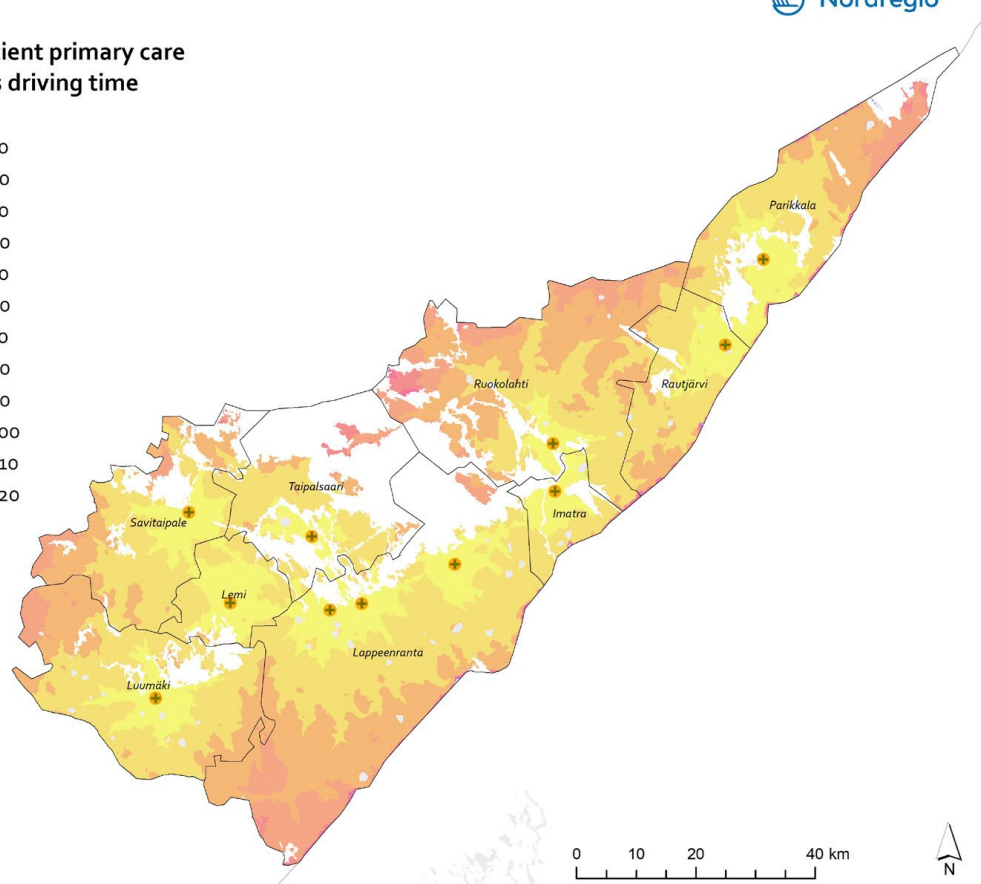 Nordregio
ient primary care
s driving time
0
0
0
0
0
0
0
0
0
00
10
20
Parikkala
Ruokolahti
Rautjärvi
Taipalsaari
Imatra
Savitaipale
Lemi
Lappeenranta
Luumäki
0 10 20 40 km
N